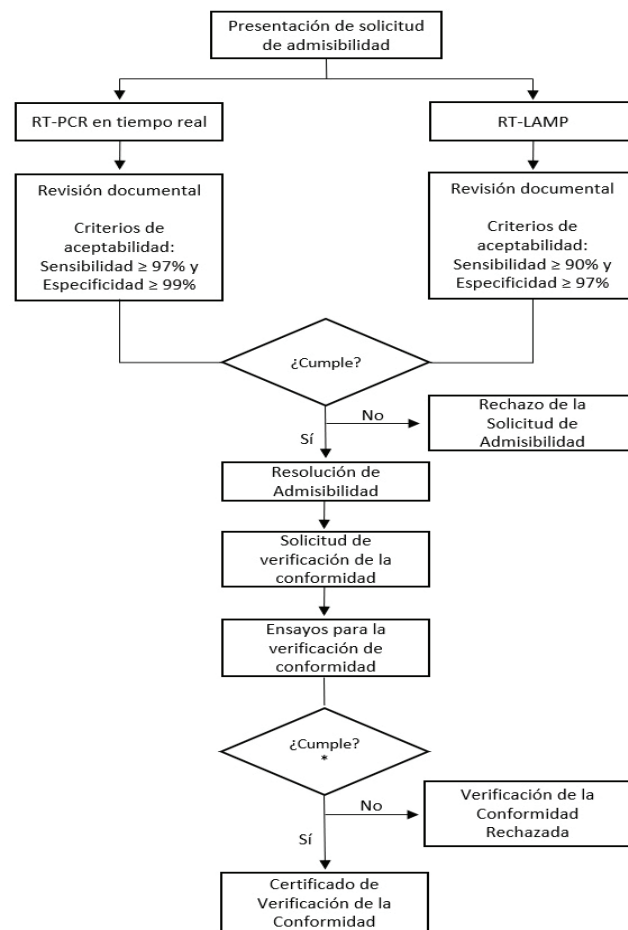 Presentación de solicitud
de admisibilidad
RT-PCR en tiempo real
RT-LAMP
Revisión documental
Criterios de
aceptabilidad:
Sensibilidad ≥ 97% y
Especificidad ≥ 99%
Revisión documental
Criterios de
aceptabilidad:
Sensibilidad ≥ 90% y
Especificidad ≥ 97%
¿Cumple?
No
Rechazo de la
Solicitud de
Admisibilidad
Sí
Resolución de
Admisibilidad
Solicitud de
verificación de la
conformidad
Ensayos para la
verificación de
conformidad
¿Cumple?
*
No
Verificación de la
Conformidad
Rechazada
Sí
Certificado de
Verificación de la
Conformidad